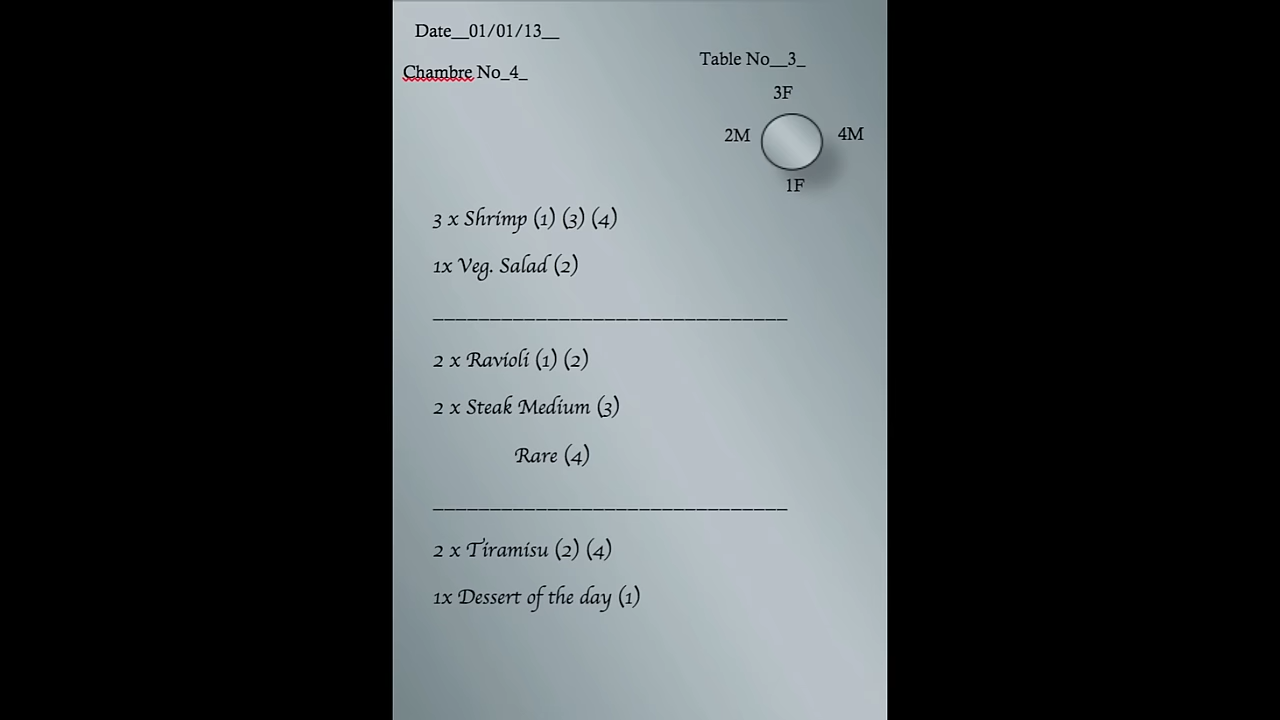 Date__01/01/13__
Table No__3_
Chambre No_4_
3F
2M 4M
1F
3 x Shrimp (1) (3) (4)
1x Veg. Salad (2)
_______________________________
2 x Ravioli (1) (2)
2 x Steak Medium (3)
Rare (4)
_______________________________
2 x Tiramisu (2) (4)
1x Dessert of the day (1)